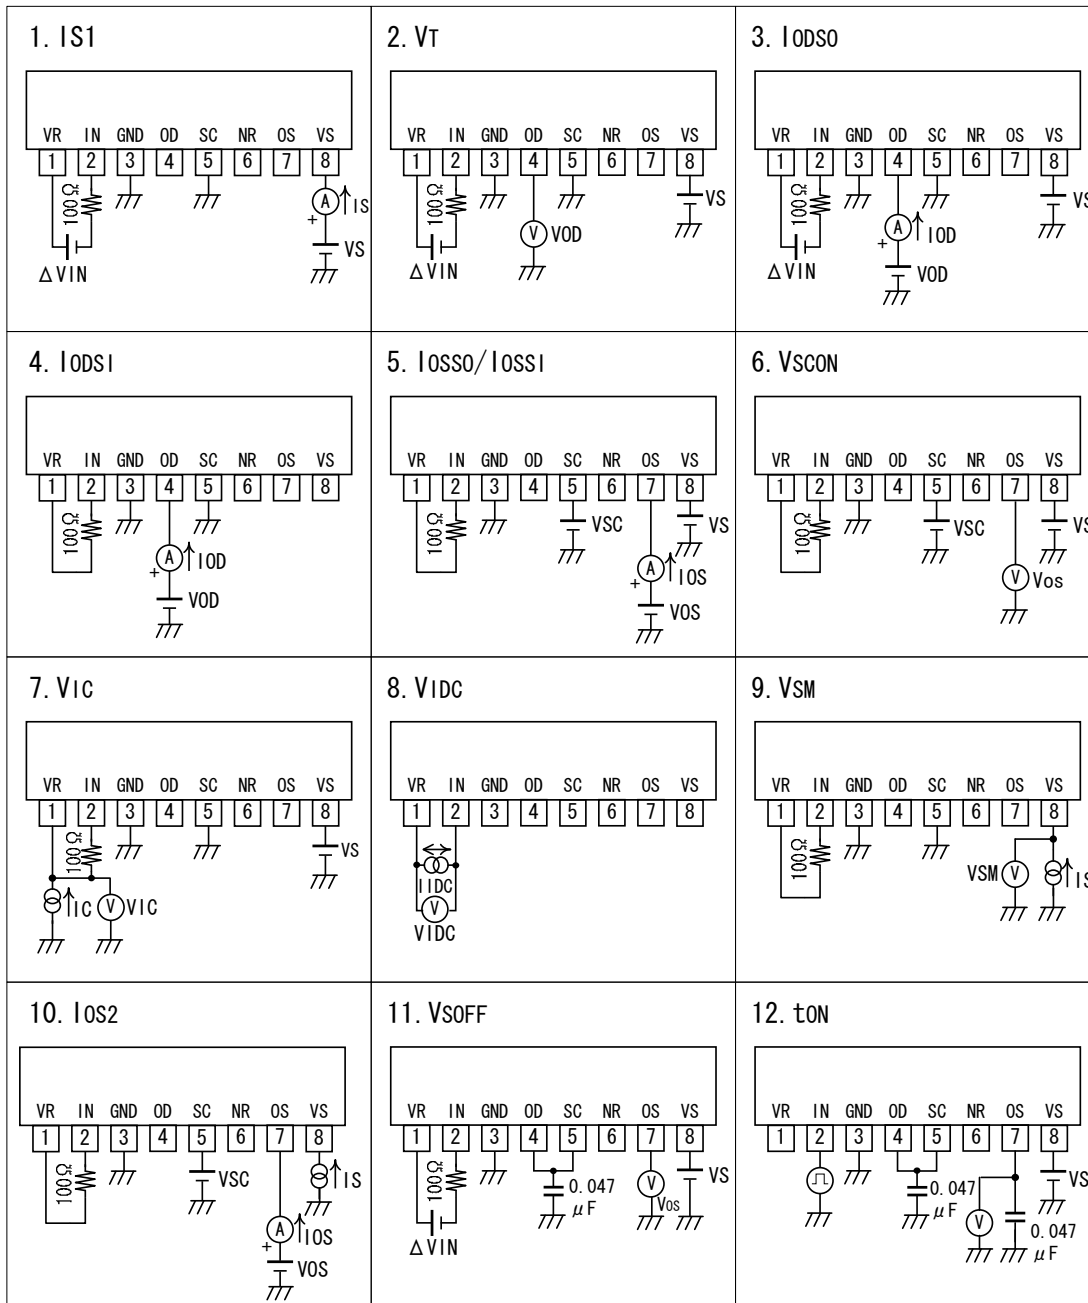 1. IS1
VR IN GND OD SC NR OS VS
1 2 3 4 5 6 7 8
100Ω
A
+
IS
VS
ΔVIN
2. VT
VR IN GND OD SC NR OS VS
1 2 3 4 5 6 7 8
100Ω
V VOD
VS
ΔVIN
3. IODSO
VR IN GND OD SC NR OS VS
1 2 3 4 5 6 7 8
100Ω
A
+
IOD
VOD
VS
ΔVIN
4. IODSI
VR IN GND OD SC NR OS VS
1 2 3 4 5 6 7 8
100Ω
A
+
IOD
VOD
5. IOSSO/IOSSI
VR IN GND OD SC NR OS VS
1 2 3 4 5 6 7 8
100Ω
VSC
VS
A
+
IOS
VOS
6. VSCON
VR IN GND OD SC NR OS VS
1 2 3 4 5 6 7 8
100Ω
VSC
VS
V Vos
7. VIC
VR IN GND OD SC NR OS VS
1 2 3 4 5 6 7 8
100Ω
VS
IC
V VIC
8. VIDC
VR IN GND OD SC NR OS VS
1 2 3 4 5 6 7 8
IIDC
V
VIDC
9. VSM
VR IN GND OD SC NR OS VS
1 2 3 4 5 6 7 8
100Ω
VSM V
IS
10. IOS2
VR IN GND OD SC NR OS VS
1 2 3 4 5 6 7 8
100Ω
VSC
IS
A
+
IOS
VOS
11. VSOFF
VR IN GND OD SC NR OS VS
1 2 3 4 5 6 7 8
100Ω
0.047
μF
V
Vos
VS
ΔVIN
12. tON
VR IN GND OD SC NR OS VS
1 2 3 4 5 6 7 8
0.047
μF
V
0.047
μF
VS